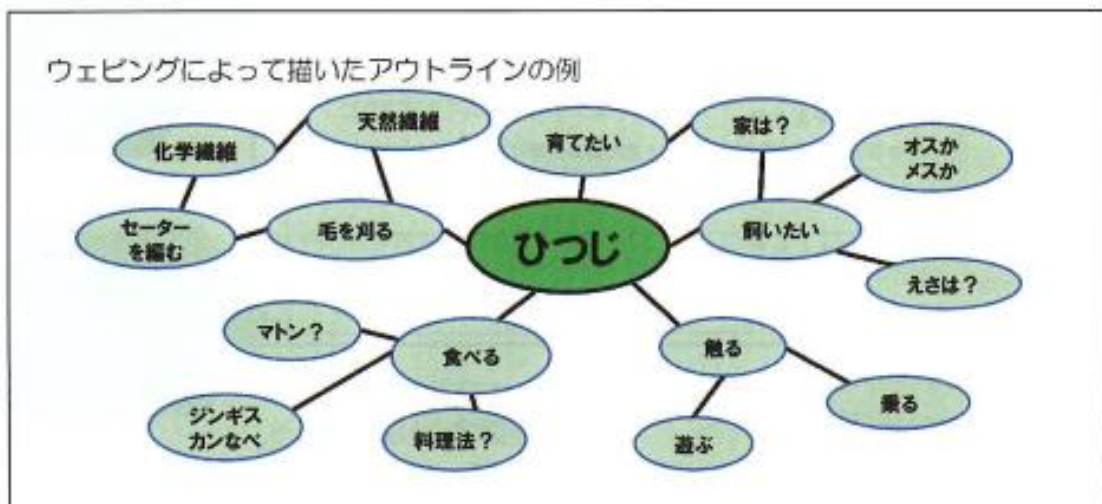 ウェビングによって描いたアウトラインの例
天然繊維
化学繊維
セーター
を編む
毛を刈る
育てたい
家は？
オスか
メスか
飼いたい
えさは？
ひつじ
マトン？
食べる
ジンギス
カンなべ
料理法？
触る
遊ぶ
乗る